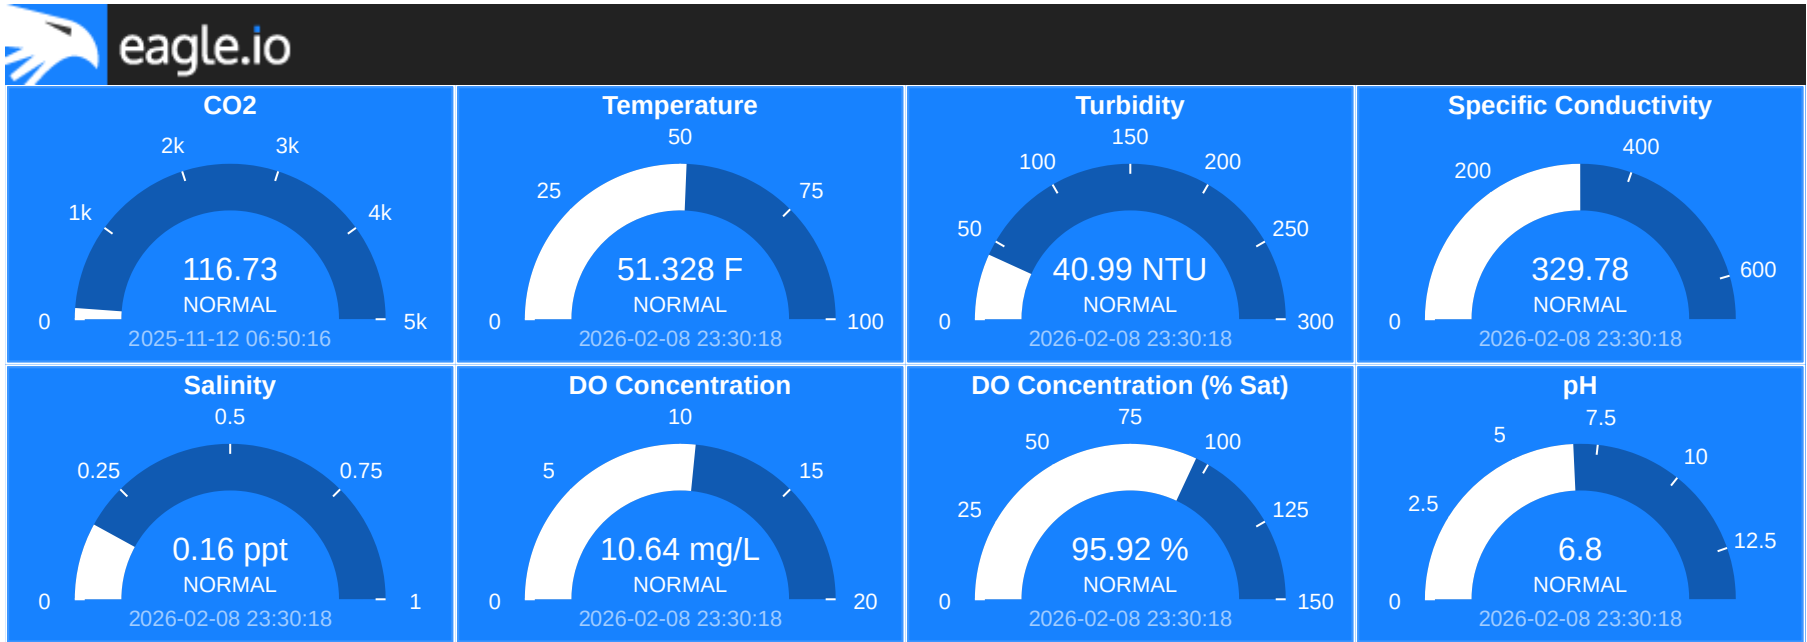 eagle.io
CO2
0
1k
2k
3k
4k
5k
116.73
NORMAL
2025-11-12 06:50:16
Temperature
0
25
50
75
100
51.328 F
NORMAL
2026-02-08 23:30:18
Turbidity
0
50
100
150
200
250
300
40.99 NTU
NORMAL
2026-02-08 23:30:18
Specific Conductivity
0
200
400
600
329.78
NORMAL
2026-02-08 23:30:18
Salinity
0
0.25
0.5
0.75
1
0.16 ppt
NORMAL
2026-02-08 23:30:18
DO Concentration
0
5
10
15
20
10.64 mg/L
NORMAL
2026-02-08 23:30:18
DO Concentration (% Sat)
0
25
50
75
100
125
150
95.92 %
NORMAL
2026-02-08 23:30:18
pH
0
2.5
5
7.5
10
12.5
6.8
NORMAL
2026-02-08 23:30:18